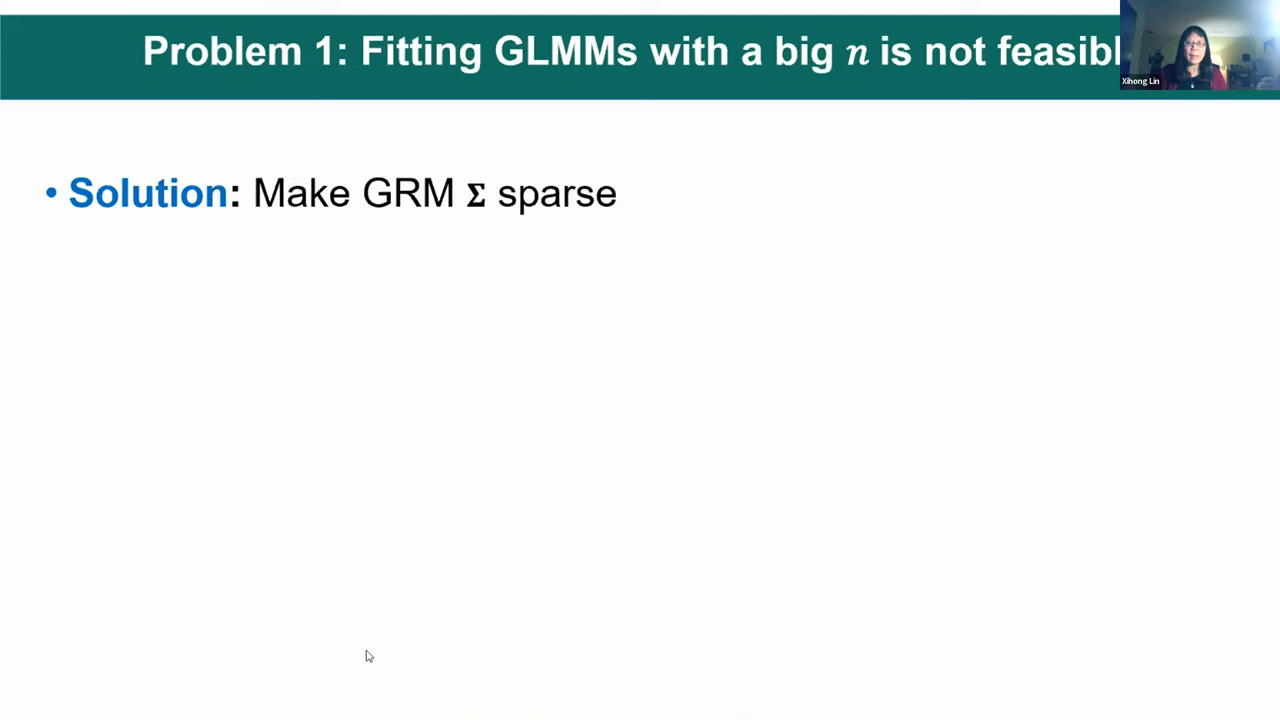 Problem 1: Fitting GLMMs with a big n is not feasibl
Xihong Lin
• Solution: Make GRM Σ sparse